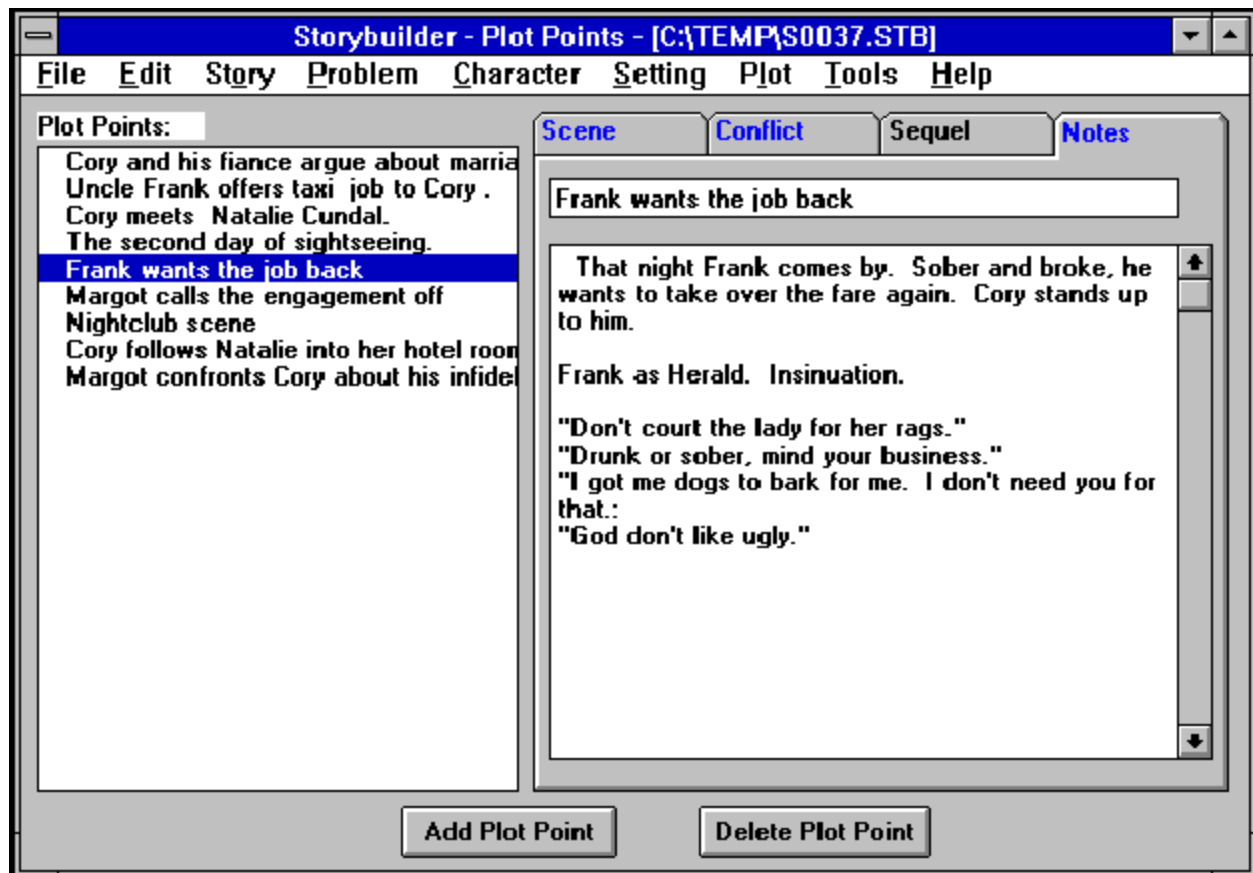 Storybuilder - Plot Points - [C:\TEMP\S0037.STB]
File Edit Story Problem Character Setting Plot Tools Help
Plot Points:
Cory and his fiance argue about marria
Uncle Frank offers taxi  job to Cory .
Cory meets  Natalie Cundal.
The second day of sightseeing.
Frank wants the job back
Margot calls the engagement off
Nightclub scene
Cory follows Natalie into her hotel room
Margot confronts Cory about his infidel
Scene Conflict Sequel Notes
Frank wants the job back
That night Frank comes by.  Sober and broke, he
wants to take over the fare again.  Cory stands up
to him.
Frank as Herald.  Insinuation.
"Don't court the lady for her rags."
"Drunk or sober, mind your business."
"I got me dogs to bark for me.  I don't need you for
that.:
"God don't like ugly."
Add Plot Point Delete Plot Point